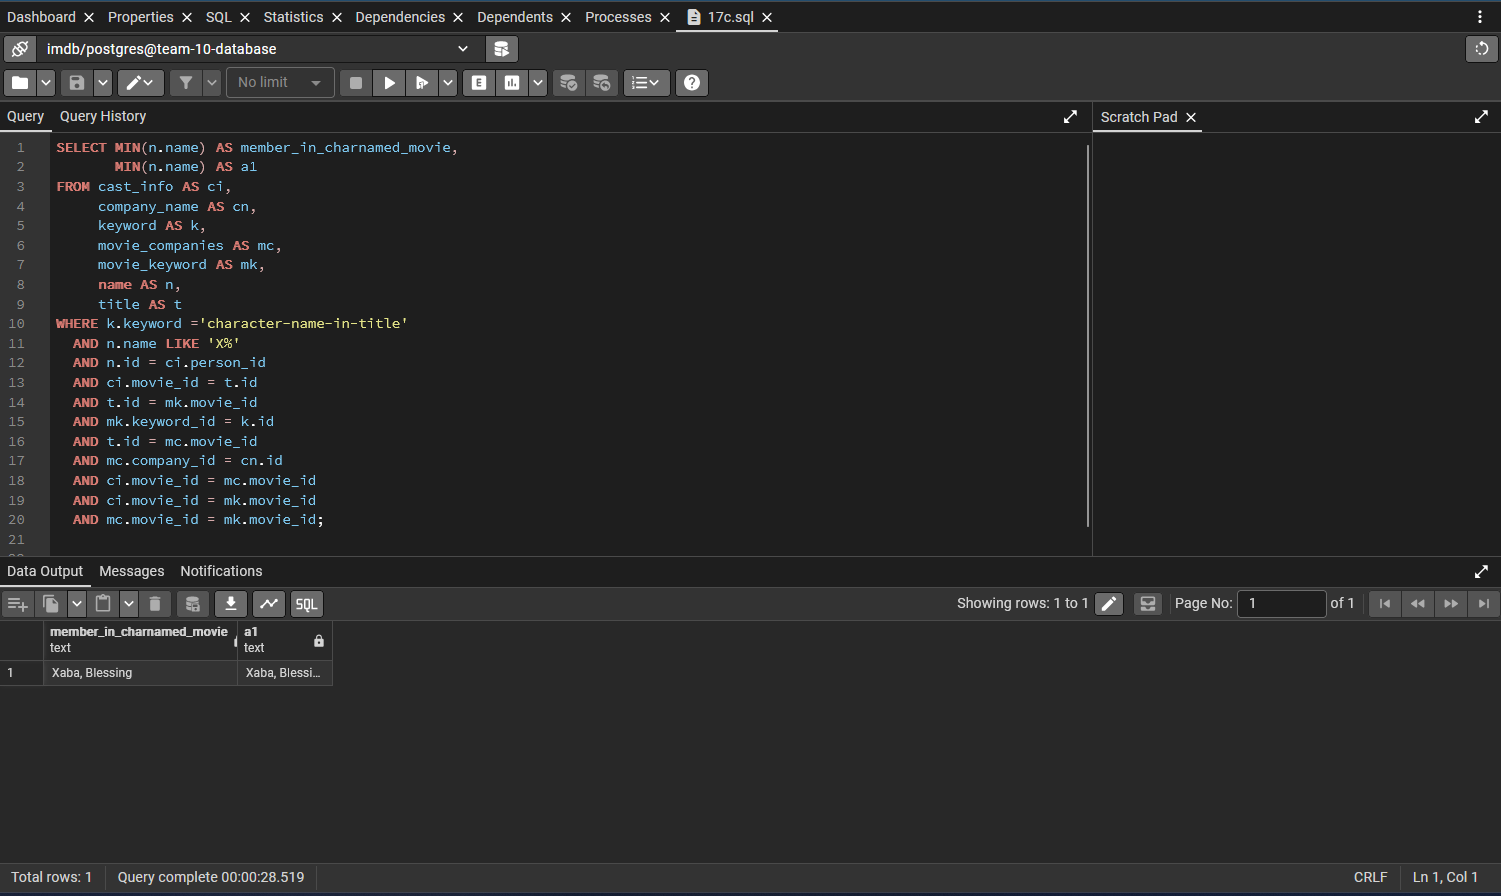 Dashboard Properties SQL Statistics Dependencies Dependents Processes 17c.sql
imdb/postgres@team-10-database
No limit E
Query Query History Scratch Pad
1 SELECT MIN(n.name) AS member_in_charnamed_movie,
2 MIN(n.name) AS a1
3 FROM cast_info AS ci,
4 company_name AS cn,
5 keyword AS k,
6 movie_companies AS mc,
7 movie_keyword AS mk,
8 name AS n,
9 title AS t
10 WHERE k.keyword ='character-name-in-title'
11 AND n.name LIKE 'X%'
12 AND n.id = ci.person_id
13 AND ci.movie_id = t.id
14 AND t.id = mk.movie_id
15 AND mk.keyword_id = k.id
16 AND t.id = mc.movie_id
17 AND mc.company_id = cn.id
18 AND ci.movie_id = mc.movie_id
19 AND ci.movie_id = mk.movie_id
20 AND mc.movie_id = mk.movie_id;
21
Data Output Messages Notifications
SQL Showing rows: 1 to 1 Page No: 1 of 1
member_in_charnamed_movie a1
text text
1 Xaba, Blessing Xaba, Blessi...
Total rows: 1 Query complete 00:00:28.519 CRLF Ln 1, Col 1